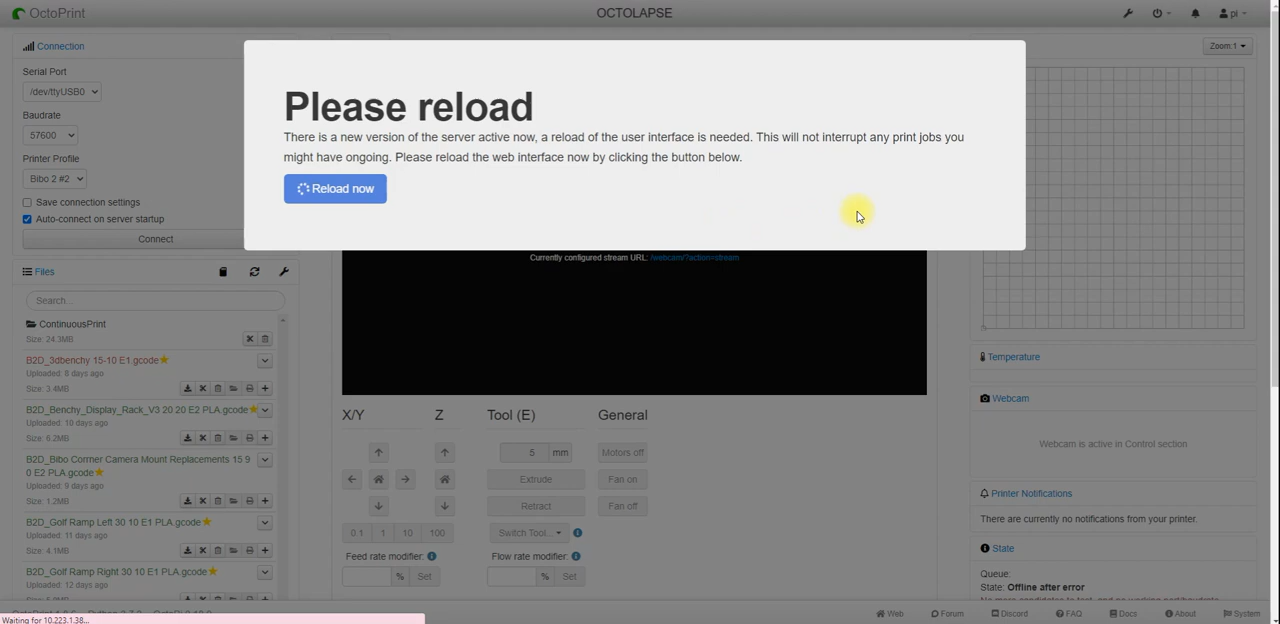 OctoPrint
OCTOLAPSE
pi
Connection
Zoom:1
Serial Port
/dev/ttyUSB0
Baudrate
57600
Printer Profile
Bibo 2 #2
Save connection settings
Auto-connect on server startup
Connect
Please reload
There is a new version of the server active now, a reload of the user interface is needed. This will not interrupt any print jobs you
might have ongoing. Please reload the web interface now by clicking the button below.
Reload now
Currently configured stream URL: /webcam/?action=stream
Files
Search...
ContinuousPrint
Size: 24.3MB
B2D_3dbenchy 15-10 E1.gcode
Uploaded: 8 days ago
Size: 3.4MB
B2D_Benchy_Display_Rack_V3 20 20 E2 PLA.gcode
Uploaded: 10 days ago
Size: 6.2MB
B2D_Bibo Corrner Camera Mount Replacements 15 9
0 E2 PLA.gcode
Uploaded: 9 days ago
Size: 1.2MB
B2D_Golf Ramp Left 30 10 E1 PLA.gcode
Uploaded: 11 days ago
Size: 4.1MB
B2D_Golf Ramp Right 30 10 E1 PLA.gcode
Uploaded: 12 days ago
X/Y
Z
Tool (E)
General
5 mm
Motors off
Extrude
Fan on
Retract
Fan off
0.1 1 10 100
Switch Tool...
Feed rate modifier:
Flow rate modifier:
% Set
% Set
Temperature
Webcam
Webcam is active in Control section
Printer Notifications
There are currently no notifications from your printer.
State
Queue:
State: Offline after error
Web
Forum
Discord
FAQ
Docs
About
System
Waiting for 10.223.1.38...